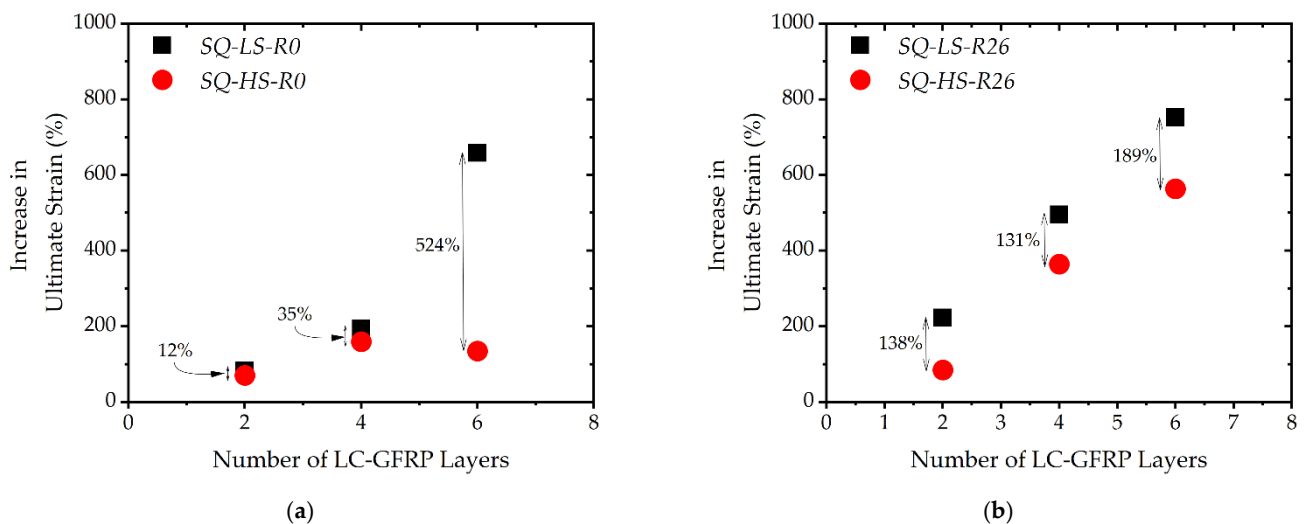 1000
800
600
400
200
0
0
2
4
6
8
Increase in
Ultimate Strain (%)
Number of LC-GFRP Layers
SQ-LS-R0
SQ-HS-R0
12%
35%
524%
(a)
1000
800
600
400
200
0
0
1
2
3
4
5
6
7
8
Increase in
Ultimate Strain (%)
Number of LC-GFRP Layers
SQ-LS-R26
SQ-HS-R26
138%
131%
189%
(b)